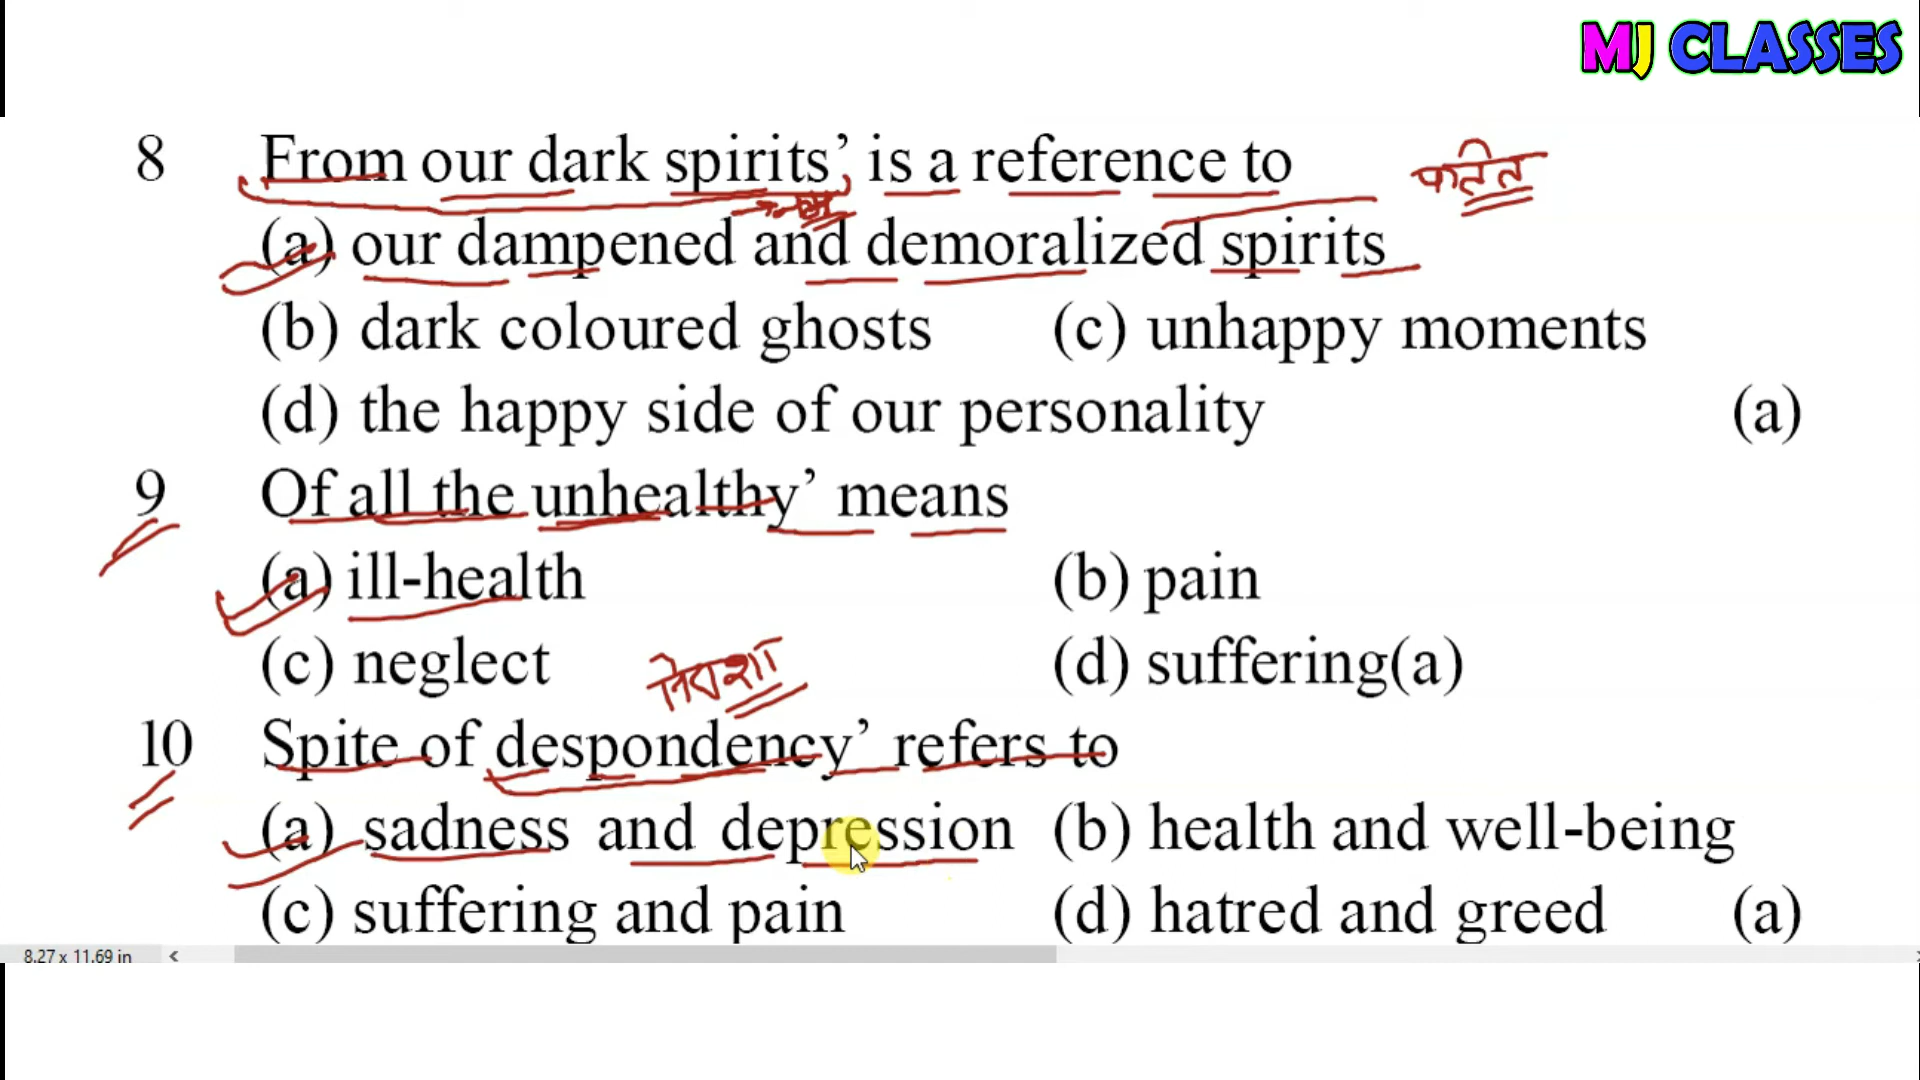 MJ CLASSES
8 From our dark spirits’ is a reference to
(a) our dampened and demoralized spirits
(b) dark coloured ghosts (c) unhappy moments
(d) the happy side of our personality (a)
9 Of all the unhealthy’ means
(a) ill-health (b) pain
(c) neglect (d) suffering(a)
10 Spite of despondency’ refers to
(a) sadness and depression (b) health and well-being
(c) suffering and pain (d) hatred and greed (a)
8.27 x 11.69 in